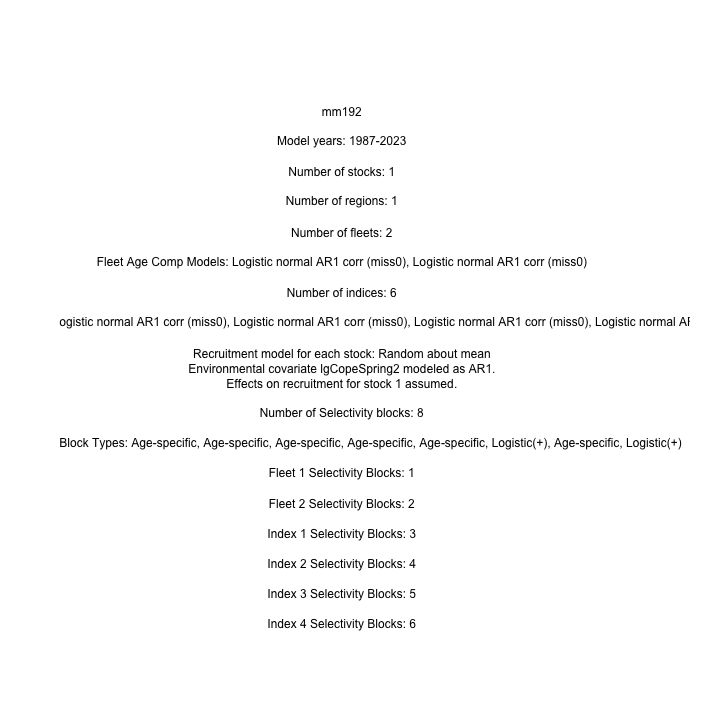 mm192
Model years: 1987-2023
Number of stocks: 1
Number of regions: 1
Number of fleets: 2
Fleet Age Comp Models: Logistic normal AR1 corr (miss0), Logistic normal AR1 corr (miss0)
Number of indices: 6
ogistic normal AR1 corr (miss0), Logistic normal AR1 corr (miss0), Logistic normal AR1 corr (miss0), Logistic normal
Recruitment model for each stock: Random about mean
Environmental covariate lgCopeSpring2 modeled as AR1.
Effects on recruitment for stock 1 assumed.
Number of Selectivity blocks: 8
Block Types: Age-specific, Age-specific, Age-specific, Age-specific, Age-specific, Logistic(+), Age-specific, Logistic(+)
Fleet 1 Selectivity Blocks: 1
Fleet 2 Selectivity Blocks: 2
Index 1 Selectivity Blocks: 3
Index 2 Selectivity Blocks: 4
Index 3 Selectivity Blocks: 5
Index 4 Selectivity Blocks: 6